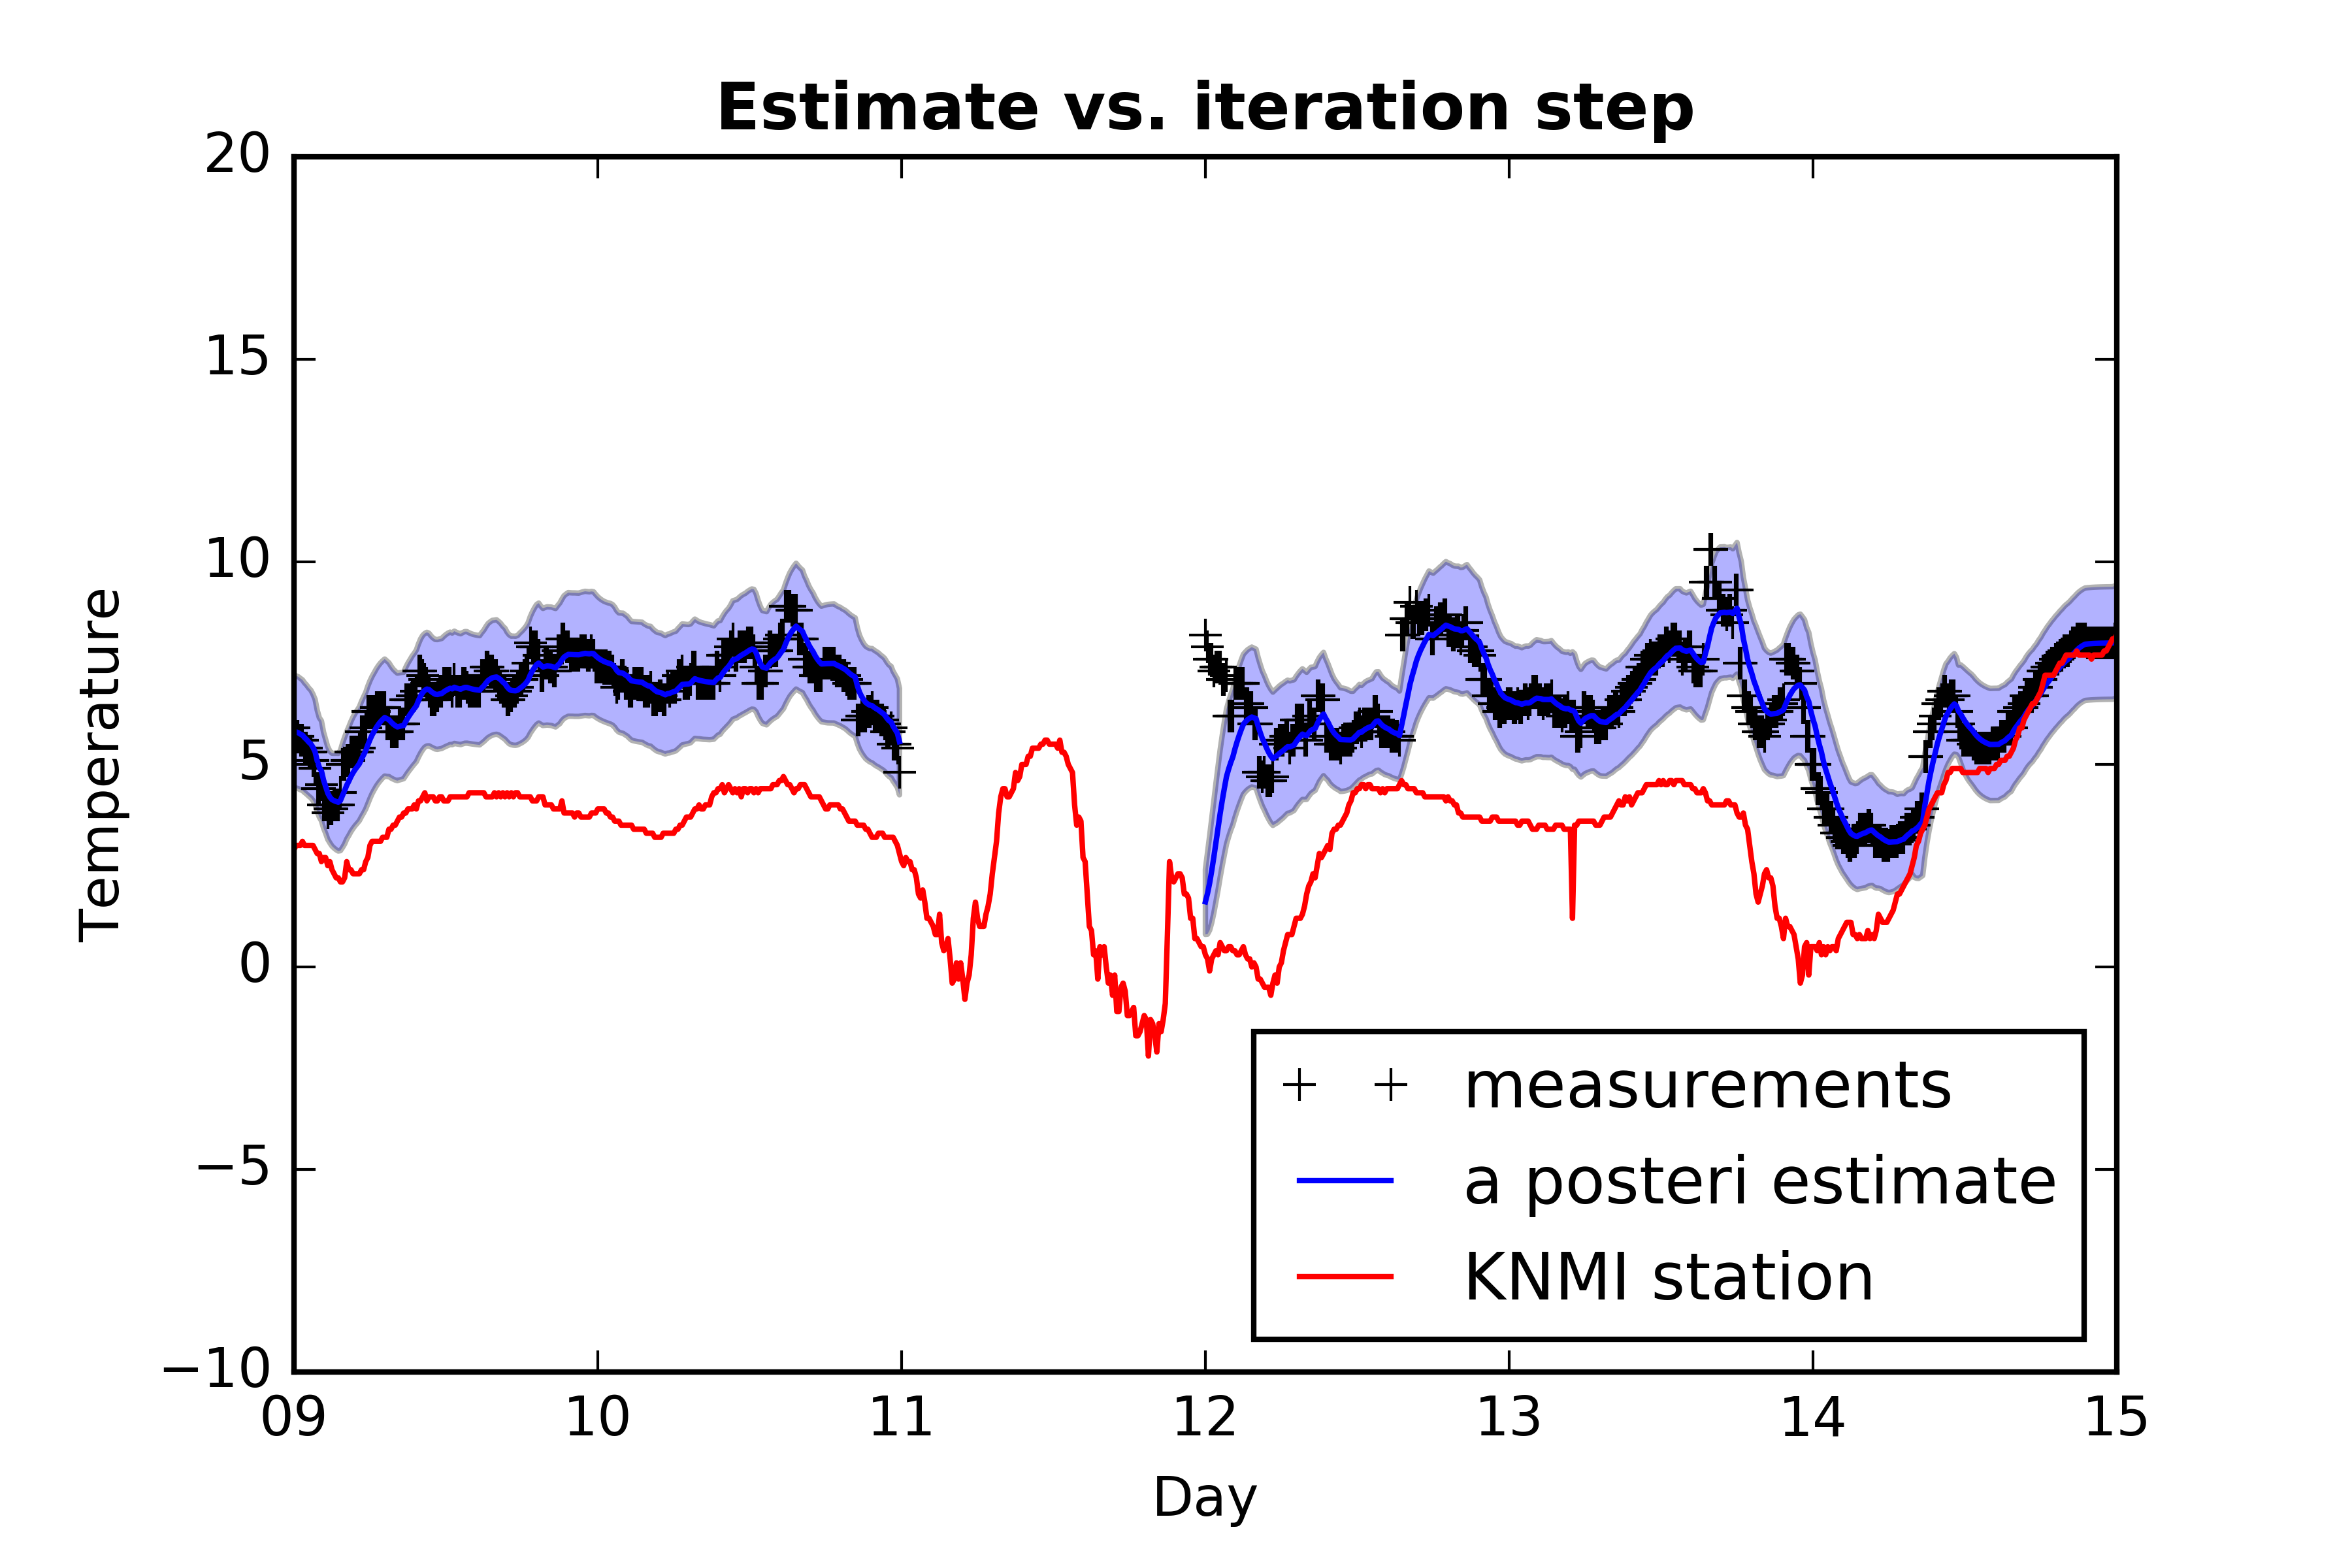 Estimate vs. iteration step
20
15
10
5
0
−5
−10
Temperature
measurements
a posteri estimate
KNMI station
09 10 11 12 13 14 15
Day